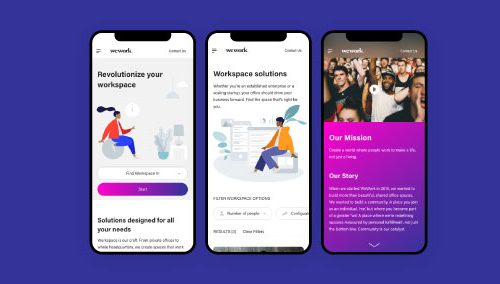 wework
Contact Us
Revolutionize your
workspace
Find Workspace In
Start
Solutions designed for all
your needs
Workspace is our craft. From private offices to
whole headquarters, we create spaces that work
wework
Contact Us
Workspace solutions
Whether you're an established enterprise or a
scaling startup, your office should drive your
business forward. Find the space that's right for
you.
FILTER WORKSPACE OPTIONS
Number of people
Configurat
RESULTS (3)
Clear Filters
wework
Contact Us
Our Mission
Create a world where people work to make a life,
not just a living.
Our Story
When we started WeWork in 2010, we wanted to
build more than beautiful, shared office spaces.
We wanted to build a community. A place you join
as an individual, 'me', but where you become part
of a greater 'we'. A place where we're redefining
success measured by personal fulfillment, not just
the bottom line. Community is our catalyst.